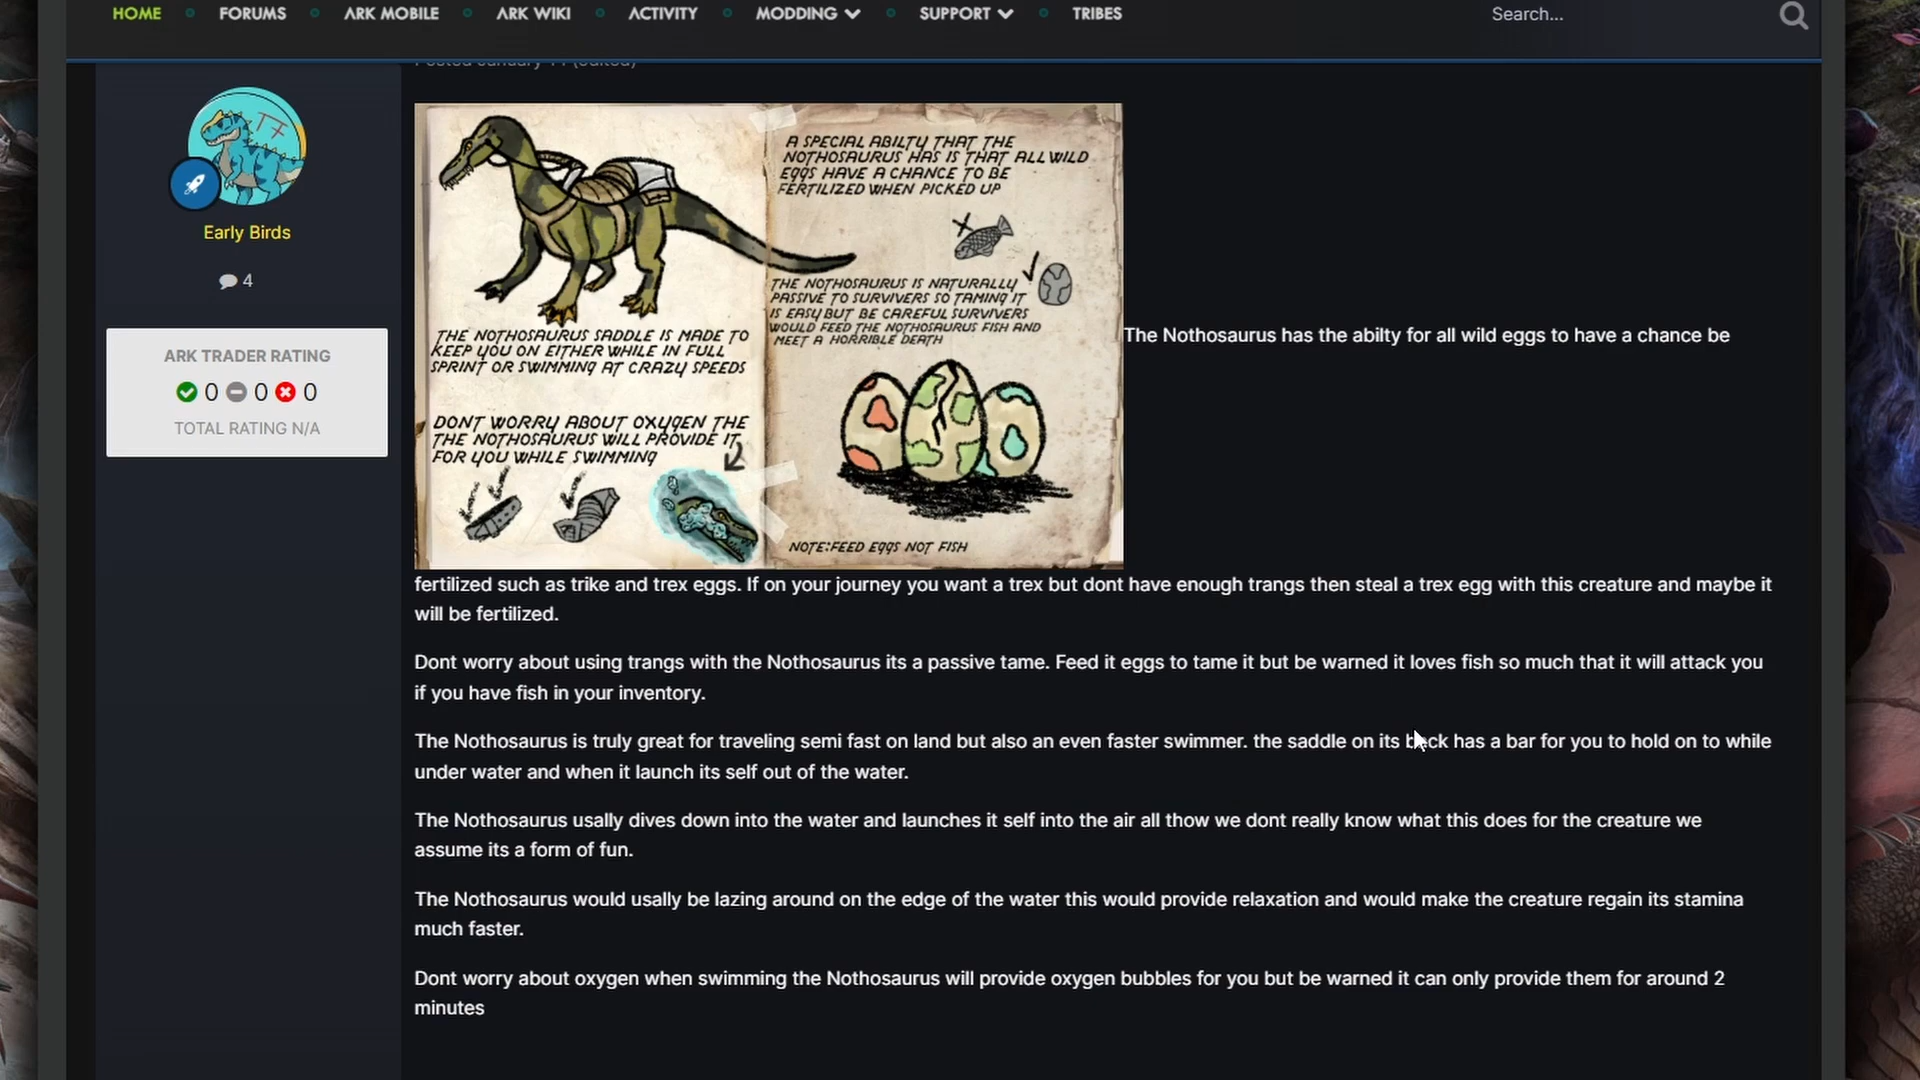 HOME FORUMS ARK MOBILE ARK WIKI ACTIVITY MODDING SUPPORT TRIBES Search...
Posted January 11 (edited)
TF
Early Birds
4
ARK TRADER RATING
0 0 0
TOTAL RATING N/A
THE NOTHOSAURUS SADDLE IS MADE TO
KEEP YOU ON EITHER WHILE IN FULL
SPRINT OR SWIMMING AT CRAZY SPEEDS
DONT WORRY ABOUT OXYGEN THE
THE NOTHOSAURUS WILL PROVIDE IT
FOR YOU WHILE SWIMMING
A SPECIAL ABILTY THAT THE
NOTHOSAURUS HAS IS THAT ALL WILD
EGGS HAVE A CHANCE TO BE
FERTILIZED WHEN PICKED UP
THE NOTHOSAURUS IS NATURALLY
PASSIVE TO SURVIVERS SO TAMING IT
IS EASY BUT BE CAREFUL SURVIVERS
WOULD FEED THE NOTHOSAURUS FISH AND
MEET A HORRIBLE DEATH
NOTE:FEED EGGS NOT FISH
The Nothosaurus has the abilty for all wild eggs to have a chance be
fertilized such as trike and trex eggs. If on your journey you want a trex but dont have enough trangs then steal a trex egg with this creature and maybe it
will be fertilized.
Dont worry about using trangs with the Nothosaurus its a passive tame. Feed it eggs to tame it but be warned it loves fish so much that it will attack you
if you have fish in your inventory.
The Nothosaurus is truly great for traveling semi fast on land but also an even faster swimmer. the saddle on its back has a bar for you to hold on to while
under water and when it launch its self out of the water.
The Nothosaurus usally dives down into the water and launches it self into the air all thow we dont really know what this does for the creature we
assume its a form of fun.
The Nothosaurus would usally be lazing around on the edge of the water this would provide relaxation and would make the creature regain its stamina
much faster.
Dont worry about oxygen when swimming the Nothosaurus will provide oxygen bubbles for you but be warned it can only provide them for around 2
minutes